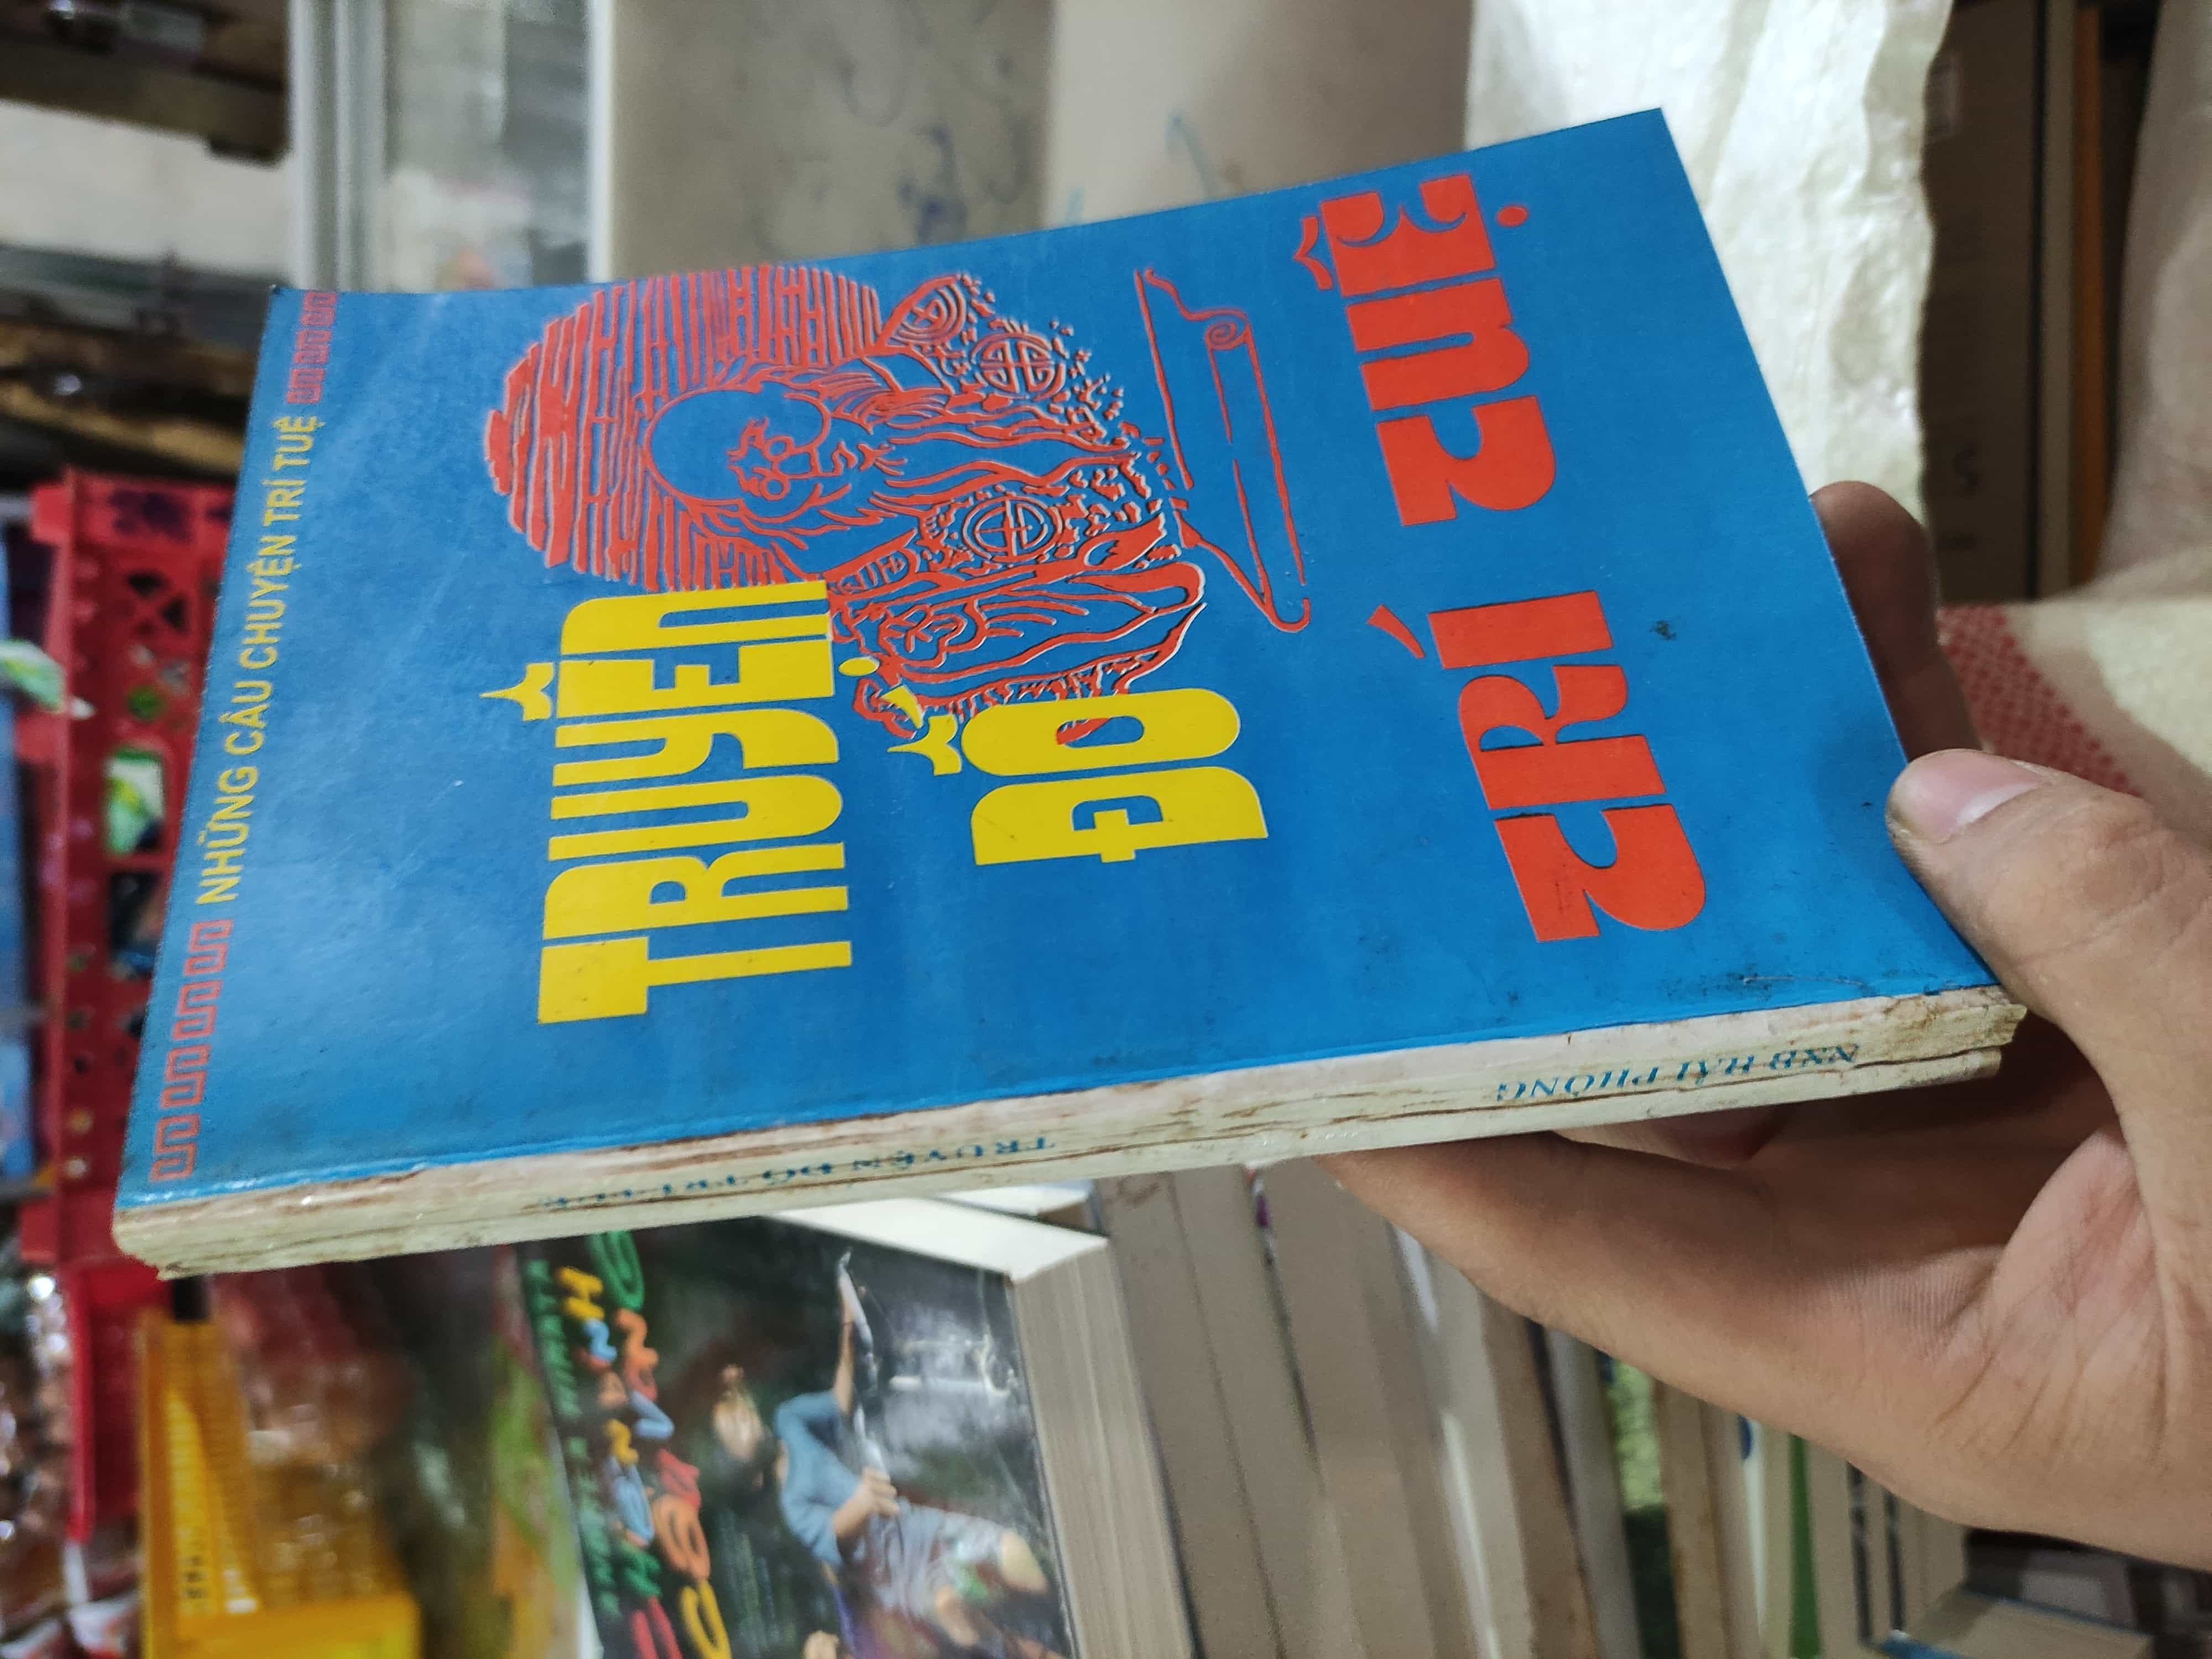 NHỮNG CÂU CHUYỆN TRÍ TUỆ
TRUYỆN
ĐỐ
TRÍ TUỆ
TRUYỆN ĐỐ TRÍ TUỆ
NXB HẢI PHÒNG